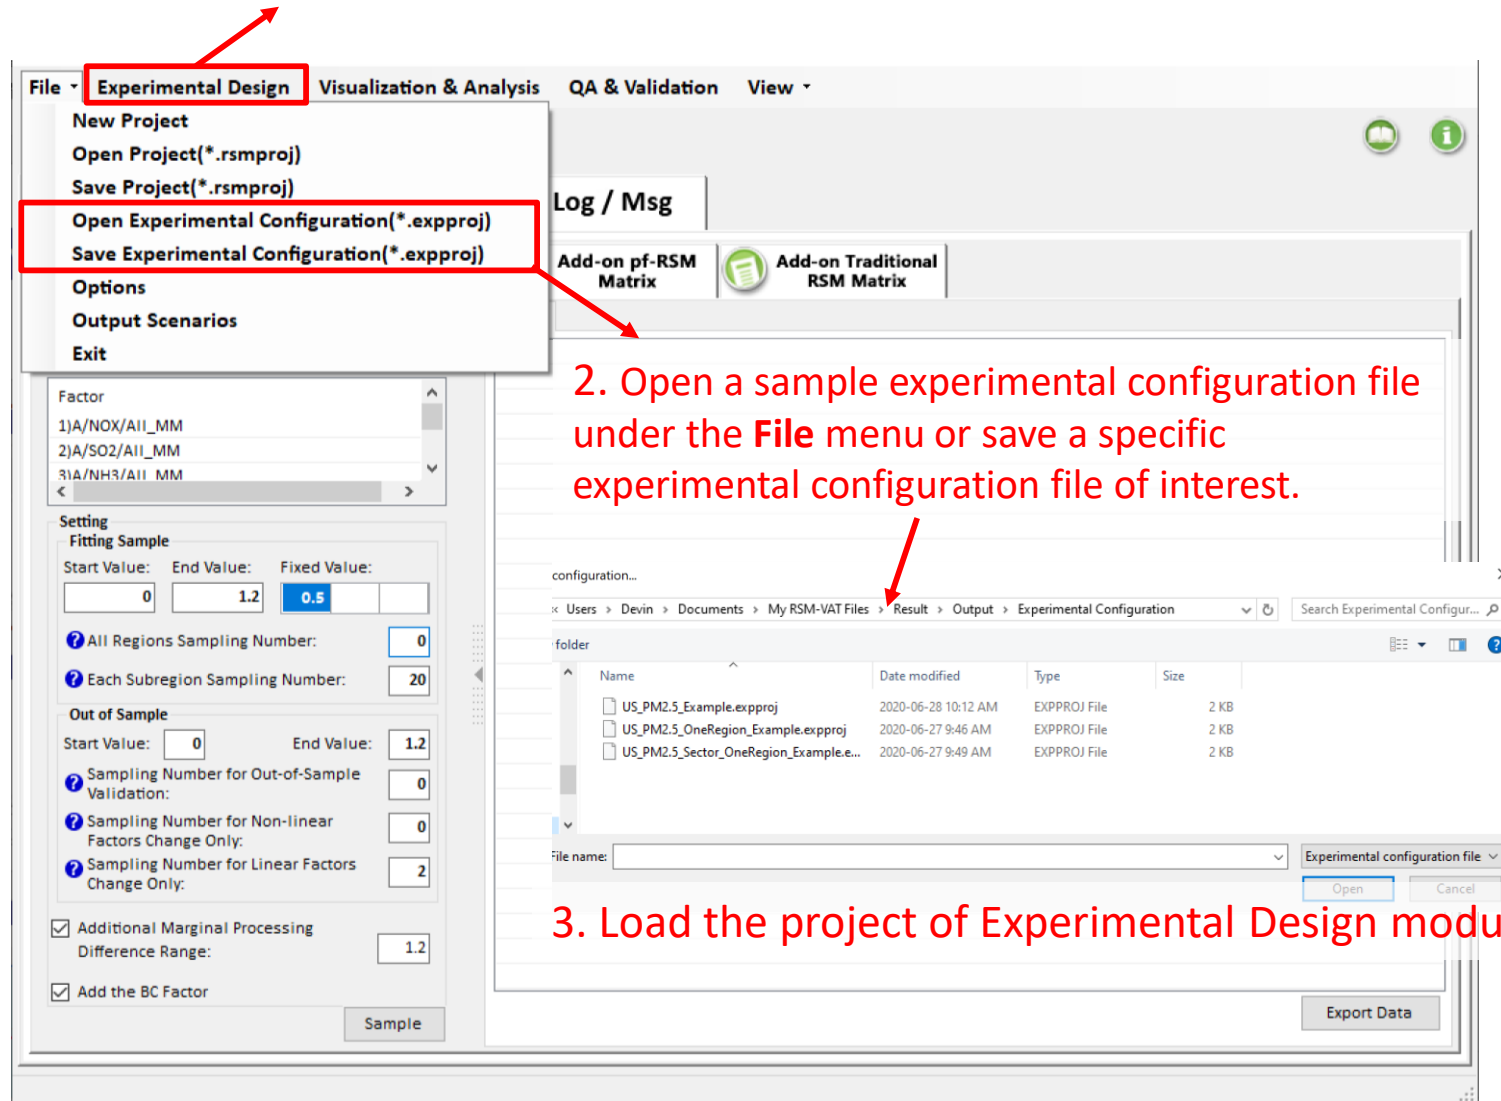 File Experimental Design Visualization & Analysis QA & Validation View
New Project
Open Project(*.rsmproj)
Save Project(*.rsmproj)
Open Experimental Configuration(*.expproj)
Save Experimental Configuration(*.expproj)
Options
Output Scenarios
Exit
Log / Msg
Add-on pf-RSM
Matrix
Add-on Traditional
RSM Matrix
2. Open a sample experimental configuration file
under the File menu or save a specific
experimental configuration file of interest.
Factor
1)A/NOX/All_MM
2)A/SO2/All_MM
3)A/NH3/All_MM
Setting
Fitting Sample
Start Value: End Value: Fixed Value:
0 1.2 0.5
All Regions Sampling Number: 0
Each Subregion Sampling Number: 20
Out of Sample
Start Value: 0 End Value: 1.2
Sampling Number for Out-of-Sample
Validation: 0
Sampling Number for Non-linear
Factors Change Only: 0
Sampling Number for Linear Factors
Change Only: 2
Additional Marginal Processing
Difference Range: 1.2
Add the BC Factor
Sample
configuration...
« Users > Devin > Documents > My RSM-VAT Files > Result > Output > Experimental Configuration
Search Experimental Configur...
folder
Name Date modified Type Size
US_PM2.5_Example.expproj 2020-06-28 10:12 AM EXPPROJ File 2 KB
US_PM2.5_OneRegion_Example.expproj 2020-06-27 9:46 AM EXPPROJ File 2 KB
US_PM2.5_Sector_OneRegion_Example.e... 2020-06-27 9:49 AM EXPPROJ File 2 KB
File name: Experimental configuration file
Open Cancel
3. Load the project of Experimental Design modu
Export Data